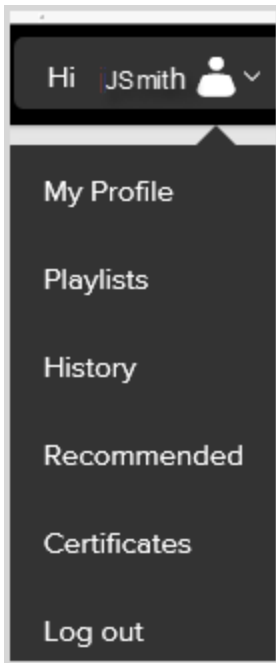 Hi JSmith
My Profile
Playlists
History
Recommended
Certificates
Log out